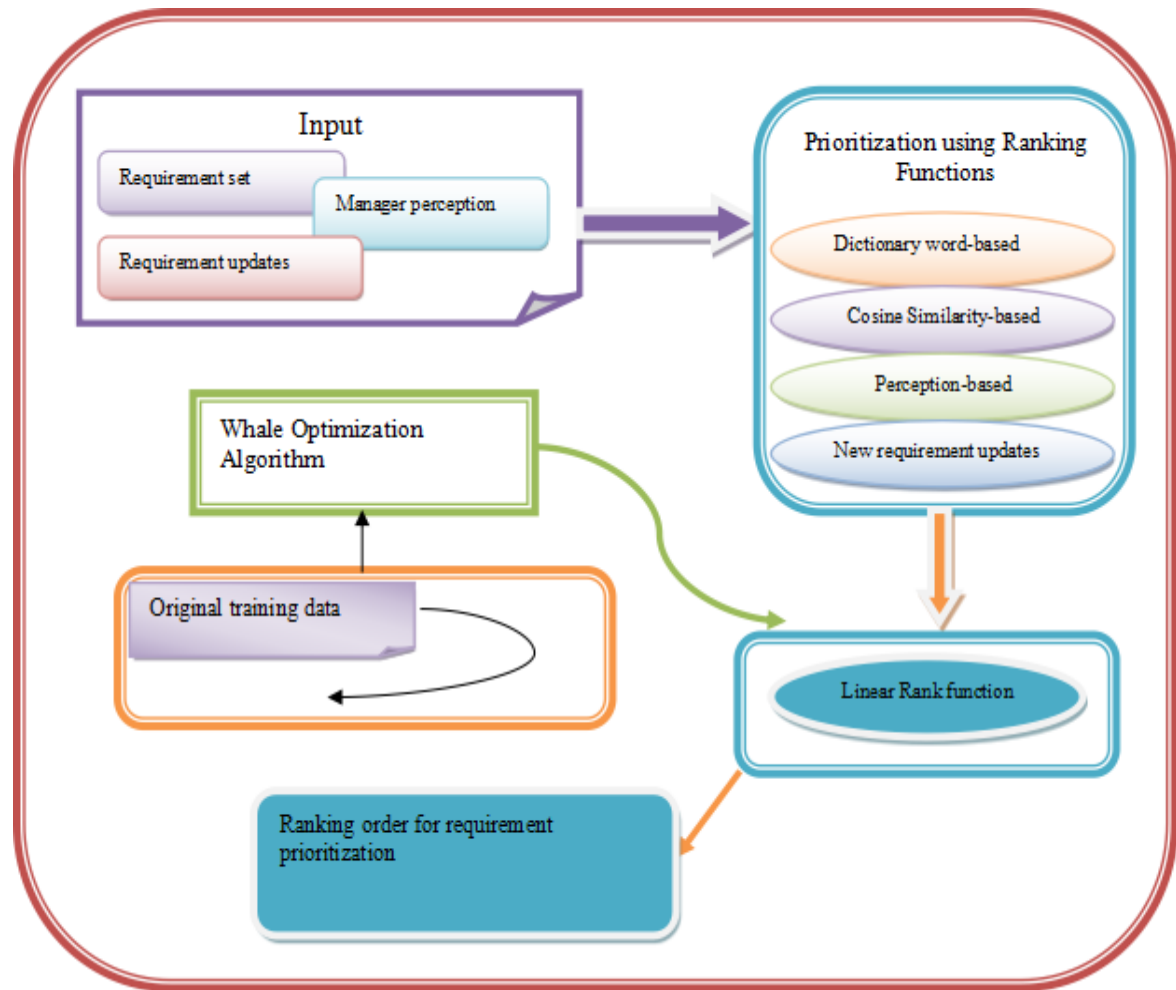 Input
Requirement set
Manager perception
Requirement updates
Prioritization using Ranking
Functions
Dictionary word-based
Cosine Similarity-based
Perception-based
New requirement updates
Whale Optimization
Algorithm
Original training data
Linear Rank function
Ranking order for requirement
prioritization